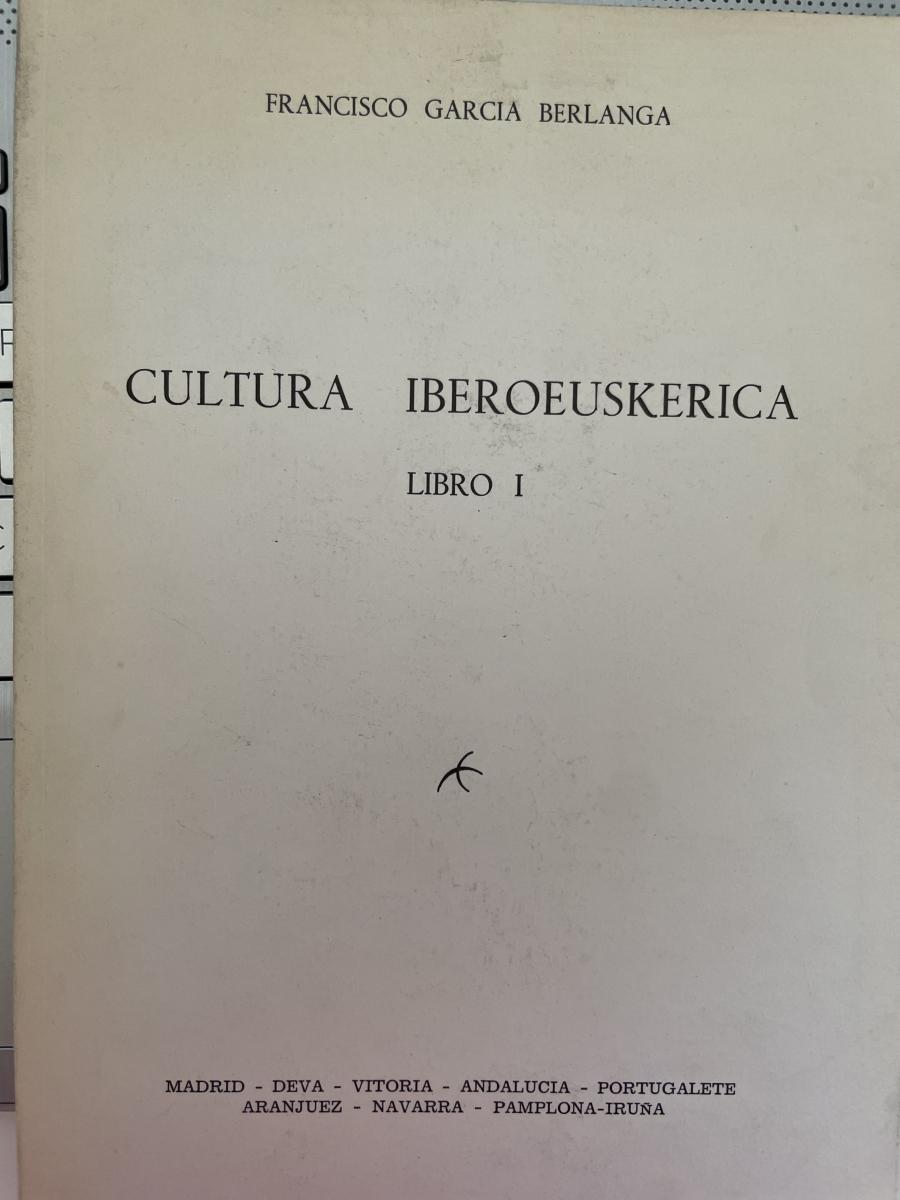 FRANCISCO GARCIA BERLANGA
CULTURA IBEROEUSKERICA
LIBRO I
MADRID - DEVA - VITORIA - ANDALUCIA - PORTUGALETE
ARANJUEZ - NAVARRA - PAMPLONA-IRUÑA